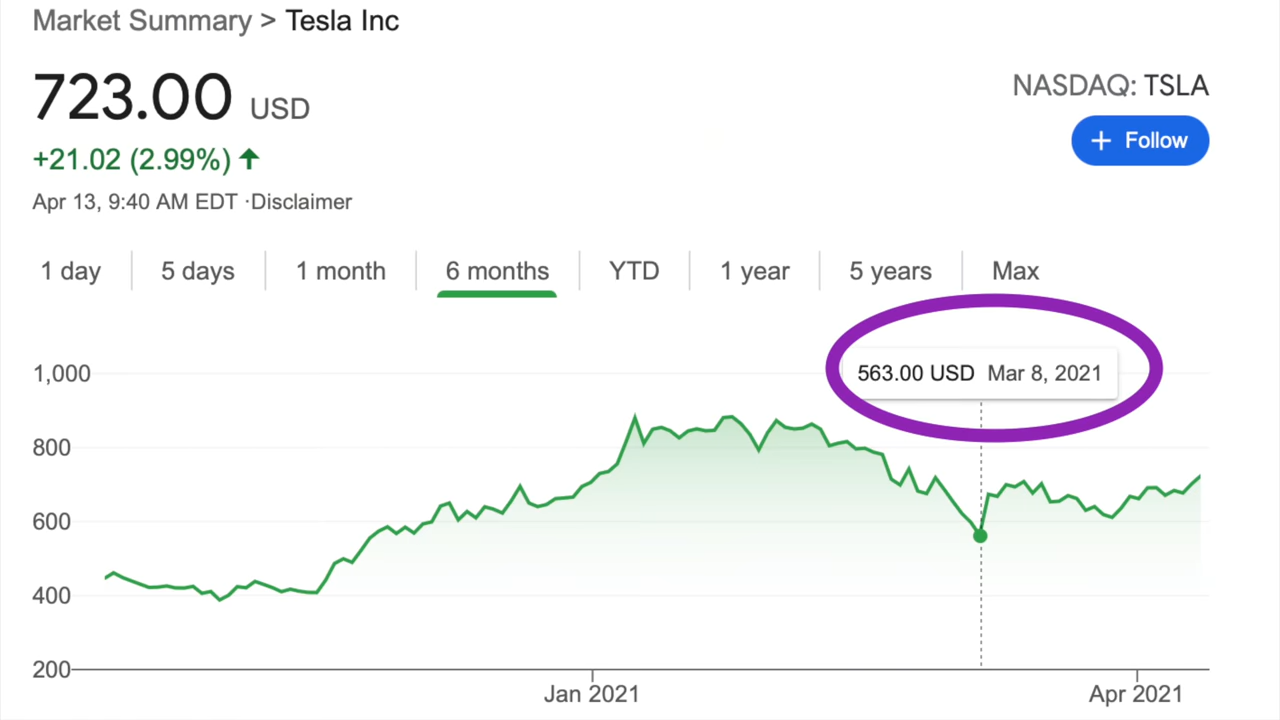 Market Summary > Tesla Inc
723.00 USD
NASDAQ: TSLA
+ Follow
+21.02 (2.99%) ↑
Apr 13, 9:40 AM EDT ·Disclaimer
1 day 5 days 1 month 6 months YTD 1 year 5 years Max
563.00 USD Mar 8, 2021
1,000
800
600
400
200
Jan 2021 Apr 2021